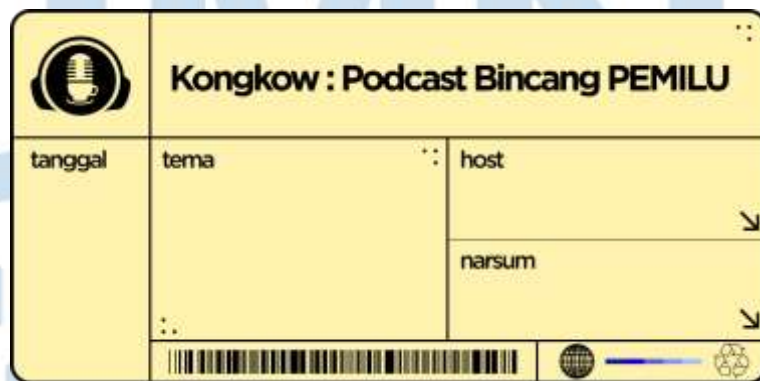 Kongkow : Podcast Bincang PEMILU
tanggal
tema
host
narsum